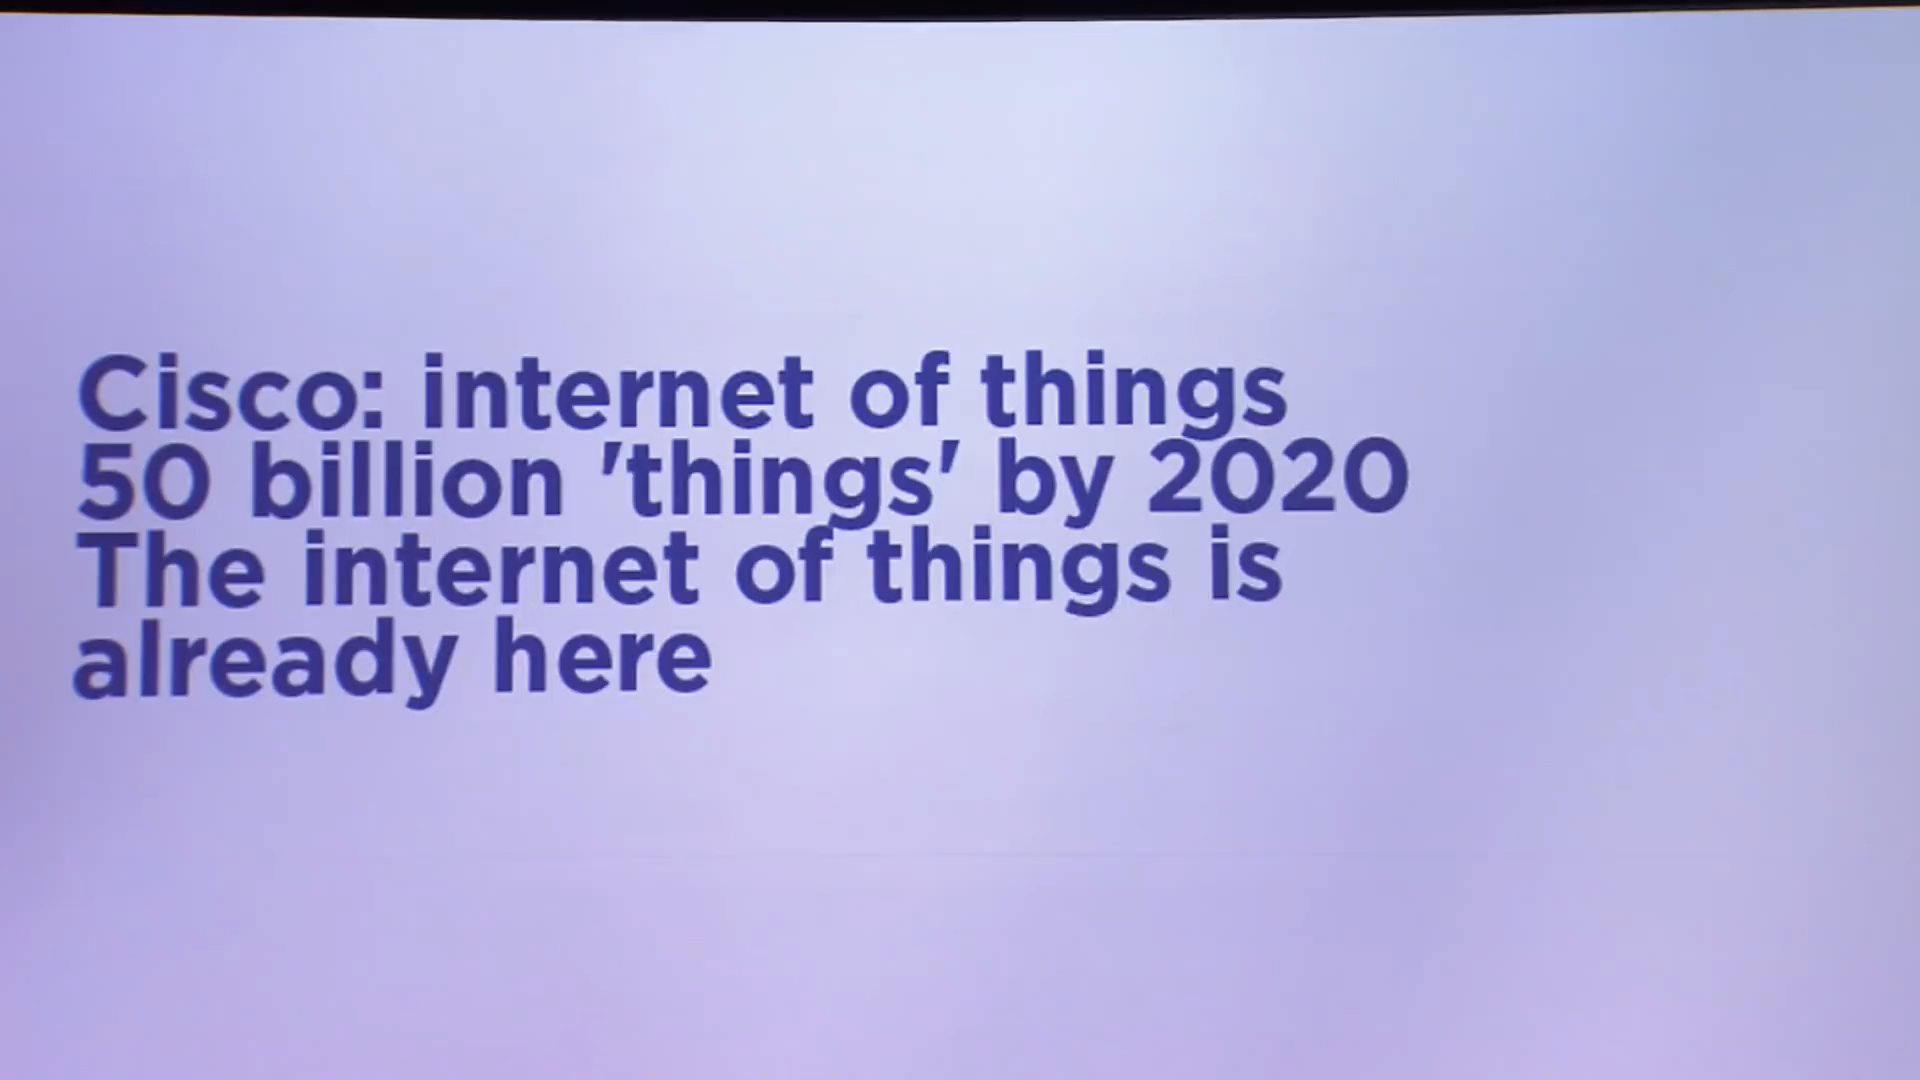 Cisco: internet of things
50 billion 'things' by 2020
The internet of things is
already here